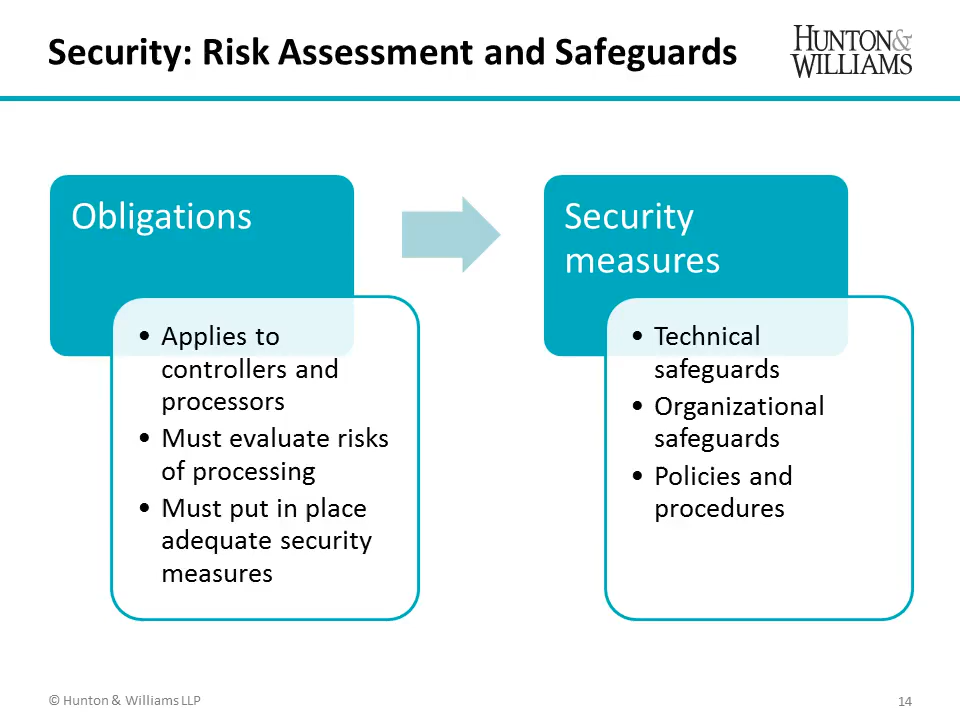 Security: Risk Assessment and Safeguards
HUNTON&
WILLIAMS
Obligations
• Applies to
controllers and
processors
• Must evaluate risks
of processing
• Must put in place
adequate security
measures
Security
measures
• Technical
safeguards
• Organizational
safeguards
• Policies and
procedures
© Hunton & Williams LLP
14